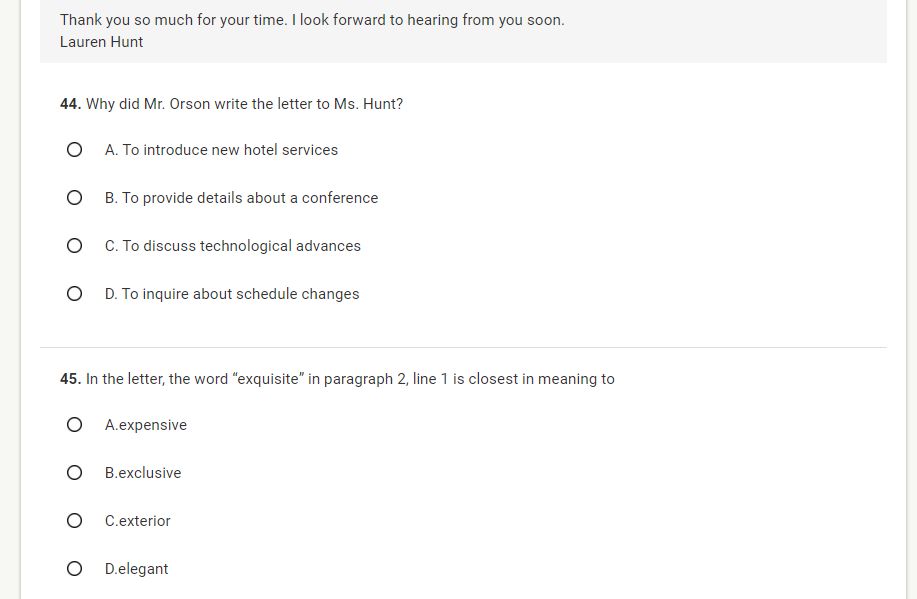 Thank you so much for your time. I look forward to hearing from you soon.
Lauren Hunt
44. Why did Mr. Orson write the letter to Ms. Hunt?
A. To introduce new hotel services
B. To provide details about a conference
C. To discuss technological advances
D. To inquire about schedule changes
45. In the letter, the word “exquisite” in paragraph 2, line 1 is closest in meaning to
A.expensive
B.exclusive
C.exterior
D.elegant